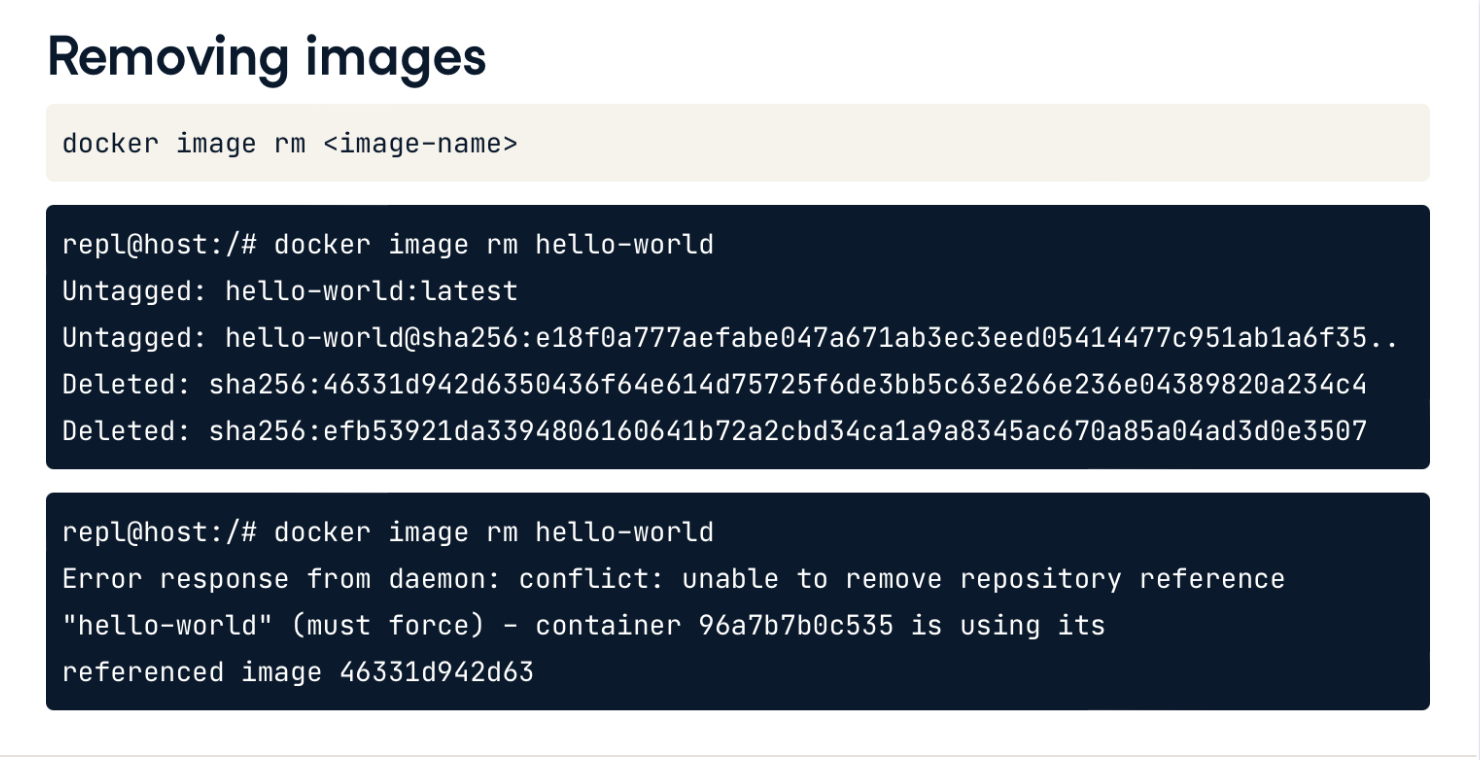 Removing images
docker image rm <image-name>
repl@host:/# docker image rm hello-world
Untagged: hello-world:latest
Untagged: hello-world@sha256:e18f0a777aefabe047a671ab3ec3eed05414477c951ab1a6f35..
Deleted: sha256:46331d942d6350436f64e614d75725f6de3bb5c63e266e236e04389820a234c4
Deleted: sha256:efb53921da3394806160641b72a2cbd34ca1a9a8345ac670a85a04ad3d0e3507
repl@host:/# docker image rm hello-world
Error response from daemon: conflict: unable to remove repository reference
"hello-world" (must force) - container 96a7b7b0c535 is using its
referenced image 46331d942d63